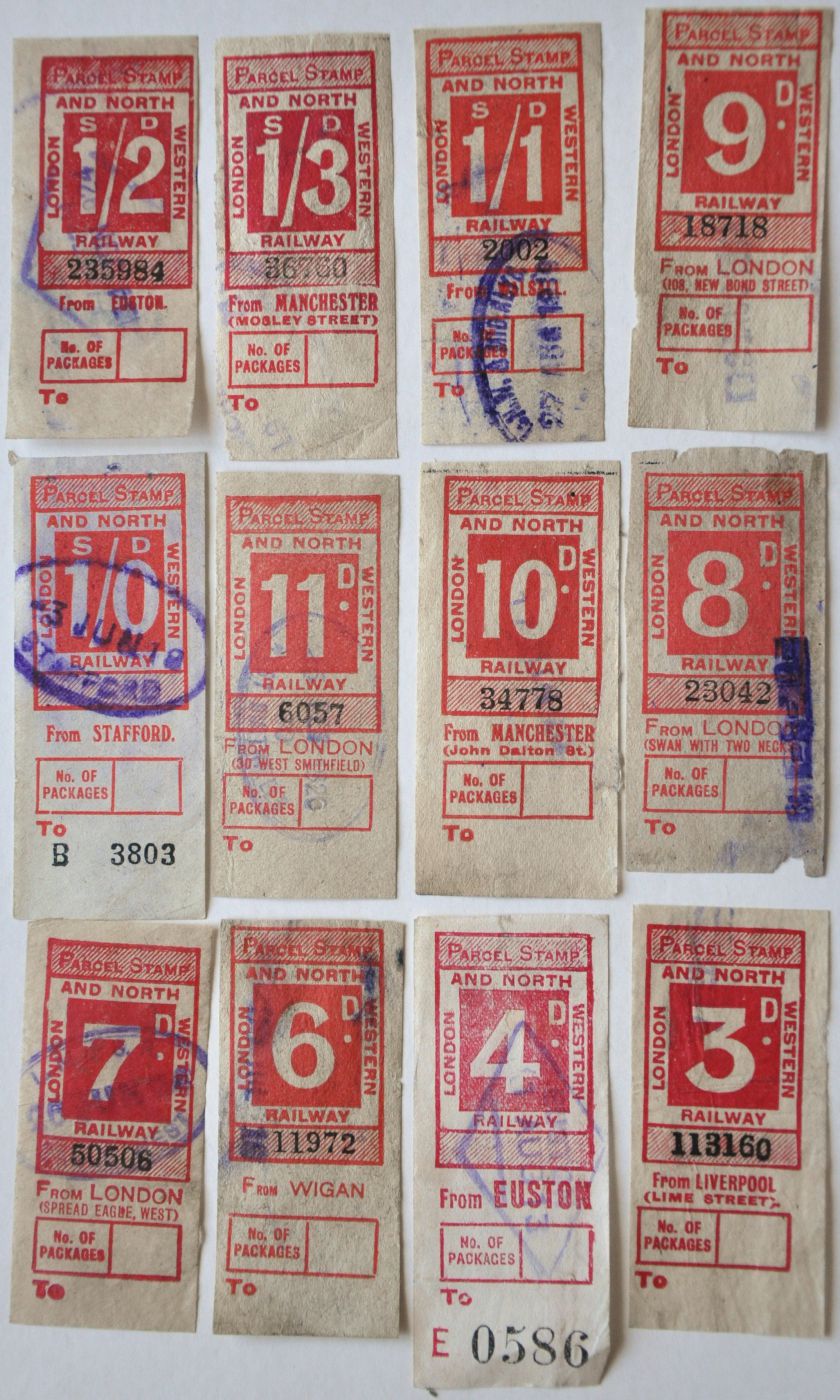 PARCEL STAMP
AND NORTH
LONDON
S D
1/2
WESTERN
RAILWAY
235984
From EUSTON.
No. OF
PACKAGES
To
PARCEL STAMP
AND NORTH
LONDON
S D
1/3
WESTERN
RAILWAY
36760
From MANCHESTER
(MOSLEY STREET)
No. OF
PACKAGES
To
PARCEL STAMP
AND NORTH
LONDON
S D
1/1
WESTERN
RAILWAY
2002
From
No. OF
PACKAGES
PARCEL STAMP
AND NORTH
LONDON
9 D.
WESTERN
RAILWAY
18718
FROM LONDON
(108, NEW BOND STREET)
No. OF
PACKAGES
To
PARCEL STAMP
AND NORTH
LONDON
S D
1/0
WESTERN
RAILWAY
3 JUN 19
STAFFORD
From STAFFORD.
No. OF
PACKAGES
To
B 3803
PARCEL STAMP
AND NORTH
LONDON
11 D.
WESTERN
RAILWAY
6057
FROM LONDON
(30 WEST SMITHFIELD)
No. OF
PACKAGES
To
PARCEL STAMP
AND NORTH
LONDON
10 D.
WESTERN
RAILWAY
34778
From MANCHESTER
(John Dalton St.)
No. OF
PACKAGES
To
PARCEL STAMP
AND NORTH
LONDON
8 D.
WESTERN
RAILWAY
23042
FROM LONDON
(SWAN WITH TWO NECKS
No. OF
PACKAGES
To
PARCEL STAMP
AND NORTH
LONDON
7 D.
WESTERN
RAILWAY
50506
FROM LONDON
(SPREAD EAGLE, WEST)
No. OF
PACKAGES
To
PARCEL STAMP
AND NORTH
LONDON
6 D.
WESTERN
RAILWAY
11972
FROM WIGAN
No. OF
PACKAGES
To
PARCEL STAMP
AND NORTH
LONDON
4 D.
WESTERN
RAILWAY
From EUSTON
No. OF
PACKAGES
To
E 0586
PARCEL STAMP
AND NORTH
LONDON
3 D.
WESTERN
RAILWAY
113160
From LIVERPOOL
(LIME STREET).
No. OF
PACKAGES
To